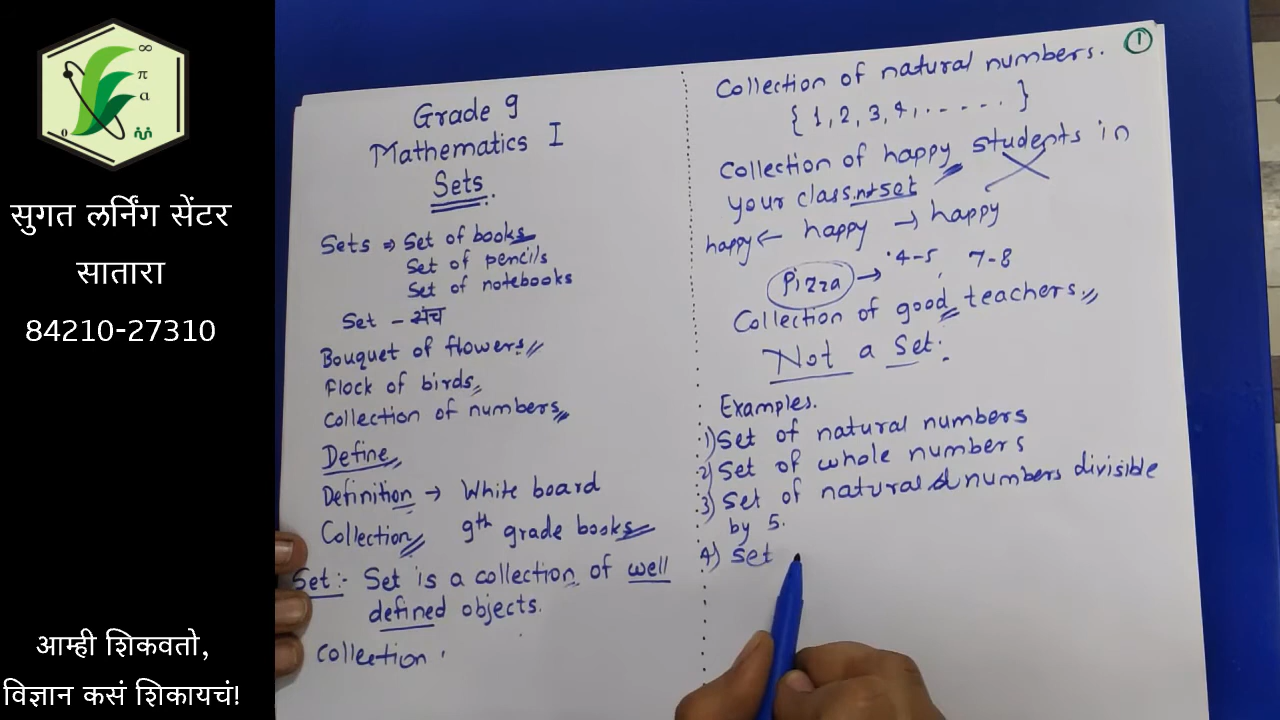 ∞
π
a
सुगत लर्निंग सेंटर
सातारा
84210-27310
आम्ही शिकवतो,
विज्ञान कसं शिकायचं!
Grade 9
Mathematics I
Sets
Sets ⇒ Set of books
Set of pencils
Set of notebooks
Set - संच
Bouquet of flowers
Flock of birds
Collection of numbers
Define
Definition → White board
Collection 9th grade books
Set:- Set is a collection of well
defined objects.
Collection
1
Collection of natural numbers.
{ 1, 2, 3, 4, ..... }
Collection of happy students in
your class. not set
happy ← happy → happy
Pizza → 4-5, 7-8
Collection of good teachers
Not a Set.
Examples.
1) Set of natural numbers
2) Set of whole numbers
3) Set of natural numbers divisible
by 5.
4) Set